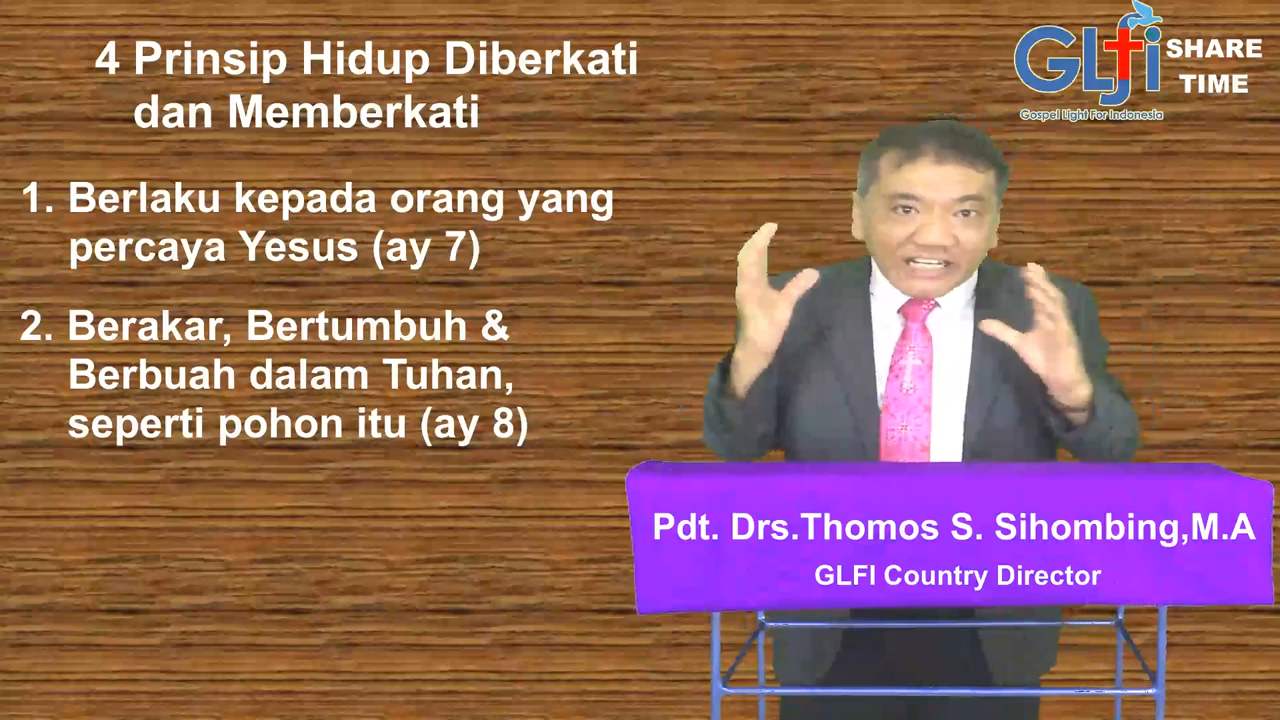 4 Prinsip Hidup Diberkati
dan Memberkati
1. Berlaku kepada orang yang
percaya Yesus (ay 7)
2. Berakar, Bertumbuh &
Berbuah dalam Tuhan,
seperti pohon itu (ay 8)
GLfi SHARE
TIME
Gospel Light For Indonesia
Pdt. Drs.Thomos S. Sihombing,M.A
GLFI Country Director